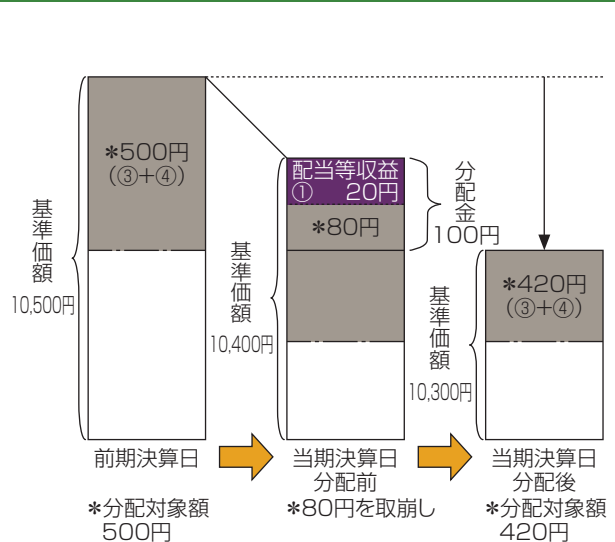 基準価額
10,500円
*500円
(③+④)
前期決算日
*分配対象額
500円
基準価額
10,400円
配当等収益
① 20円
*80円
分配金
100円
当期決算日
分配前
*80円を取崩し
基準価額
10,300円
*420円
(③+④)
当期決算日
分配後
*分配対象額
420円